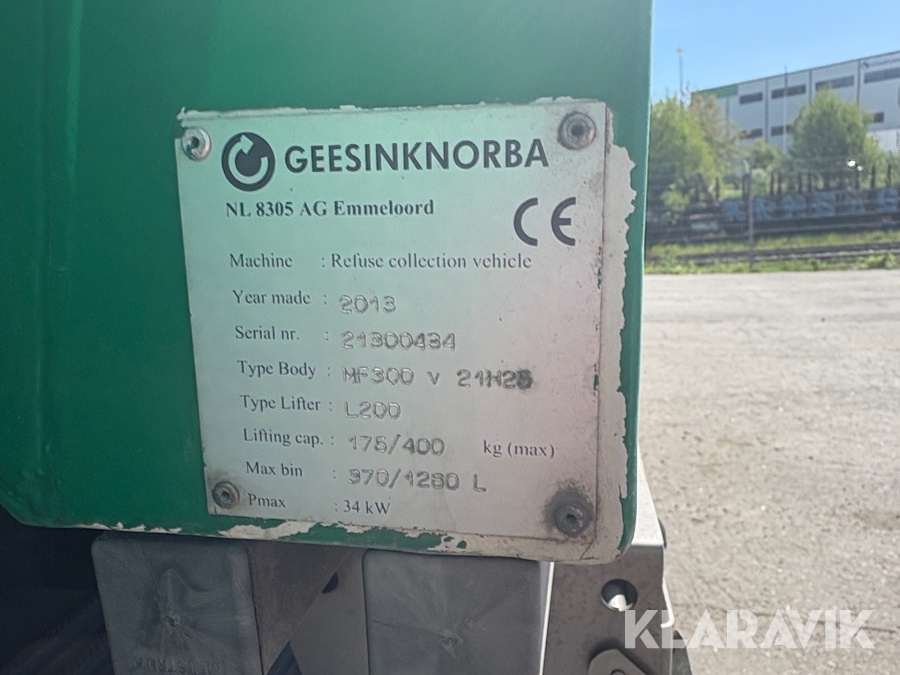 GEESINKNORBA
NL 8305 AG Emmeloord
CE
Machine : Refuse collection vehicle
Year made : 2013
Serial nr. : 21300434
Type Body : MF300 V 21H25
Type Lifter : L200
Lifting cap. : 175/400 kg (max)
Max bin : 370/1280 L
Pmax : 34 kW
KLARAVIK